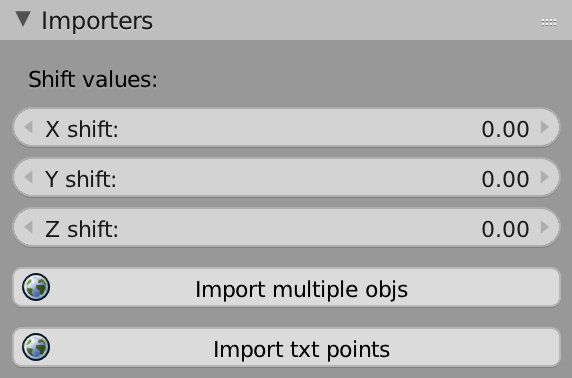 Importers
Shift values:
X shift: 0.00
Y shift: 0.00
Z shift: 0.00
Import multiple objs
Import txt points